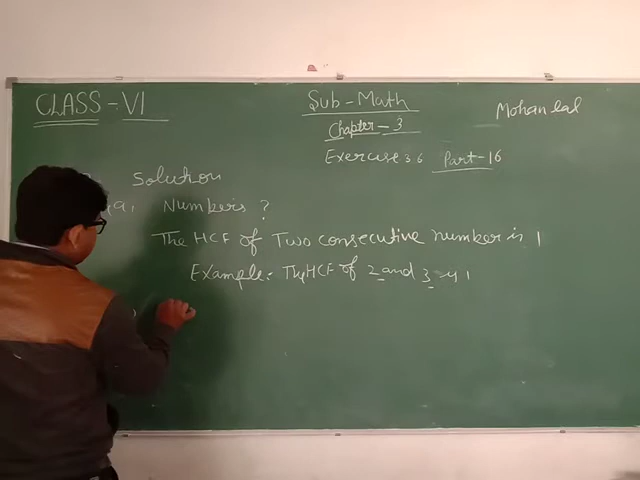 CLASS-VI
Sub-Math
Mohan lal
Chapter-3
Exercise 3.6 Part-16
Solution
Numbers?
The HCF of Two consecutive number is 1
Example: The HCF of 2 and 3 is 1